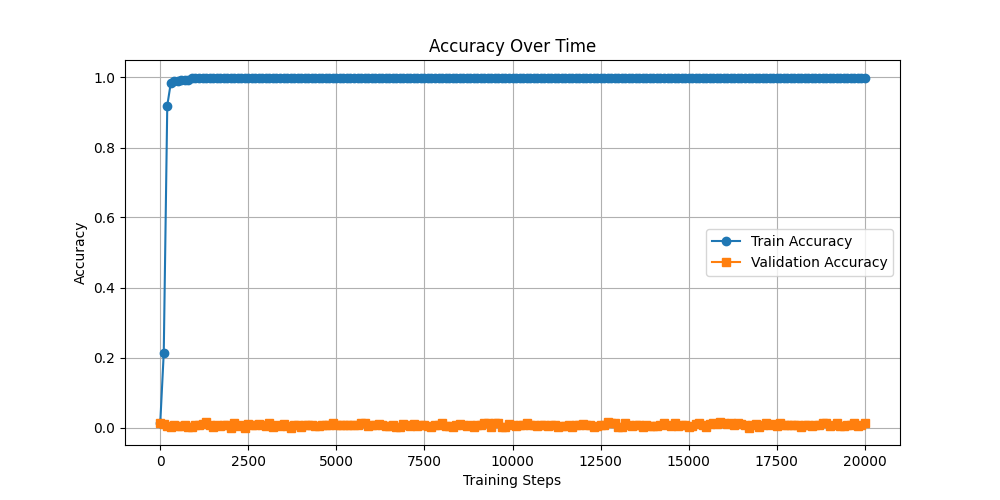 Accuracy Over Time
1.0
0.8
0.6
0.4
0.2
0.0
Accuracy
Train Accuracy
Validation Accuracy
0 2500 5000 7500 10000 12500 15000 17500 20000
Training Steps